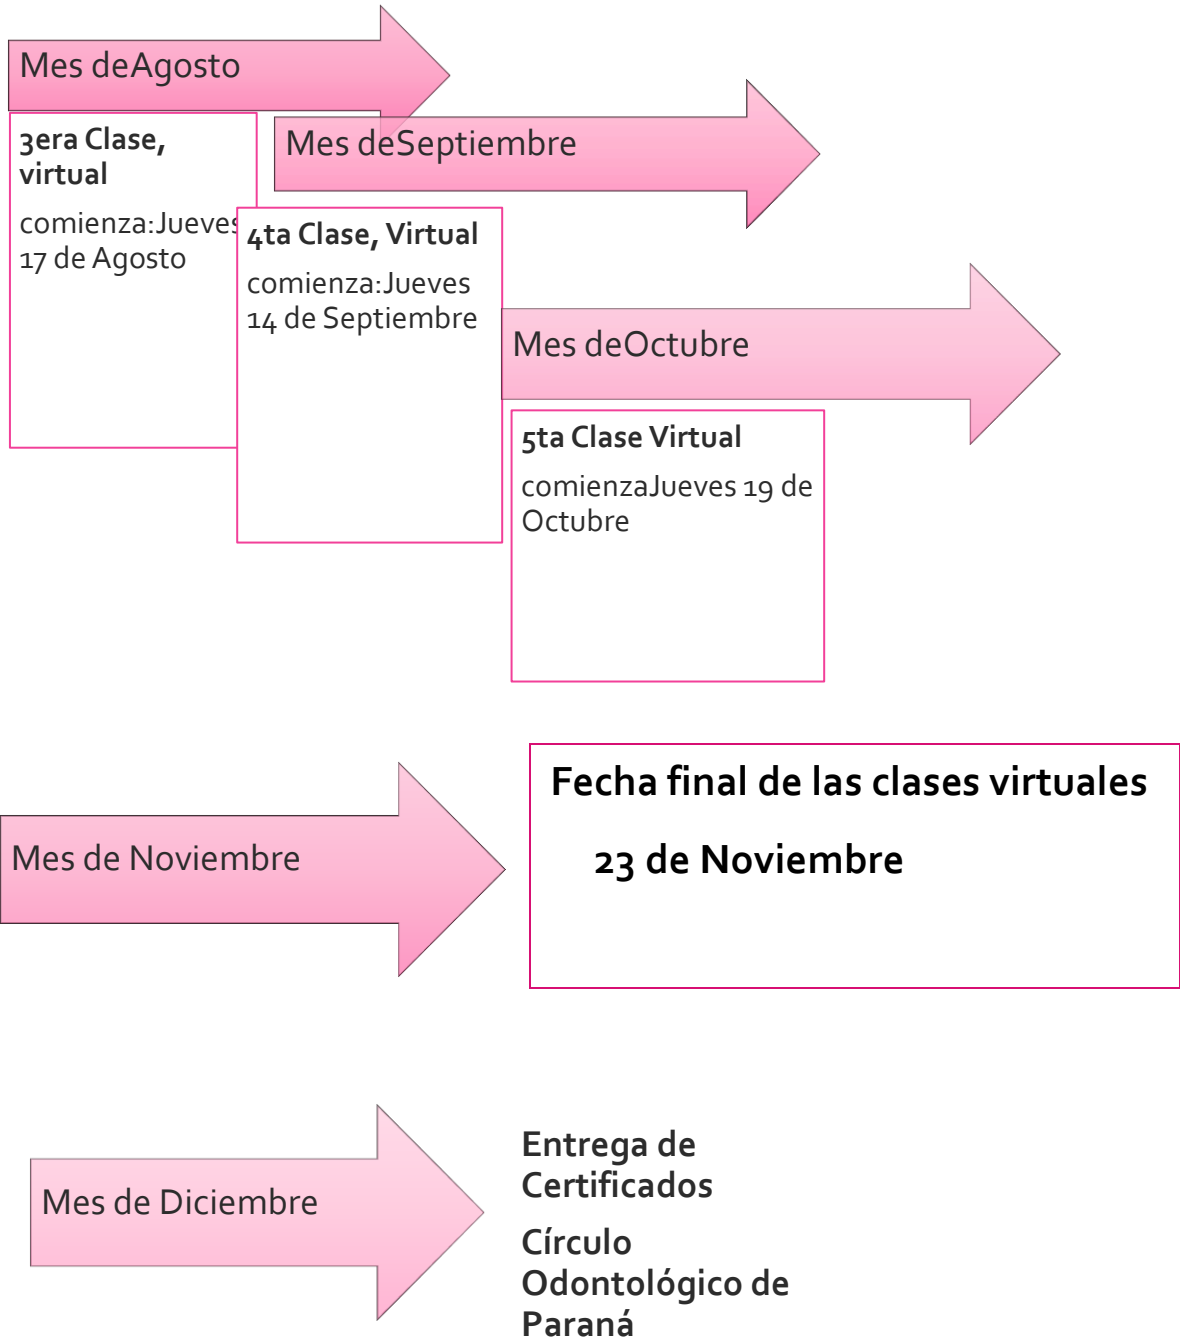 Mes deAgosto
3era Clase,
virtual
comienza:Jueves
17 de Agosto
Mes deSeptiembre
4ta Clase, Virtual
comienza:Jueves
14 de Septiembre
Mes deOctubre
5ta Clase Virtual
comienzaJueves 19 de
Octubre
Mes de Noviembre
Fecha final de las clases virtuales
23 de Noviembre
Mes de Diciembre
Entrega de
Certificados
Círculo
Odontológico de
Paraná